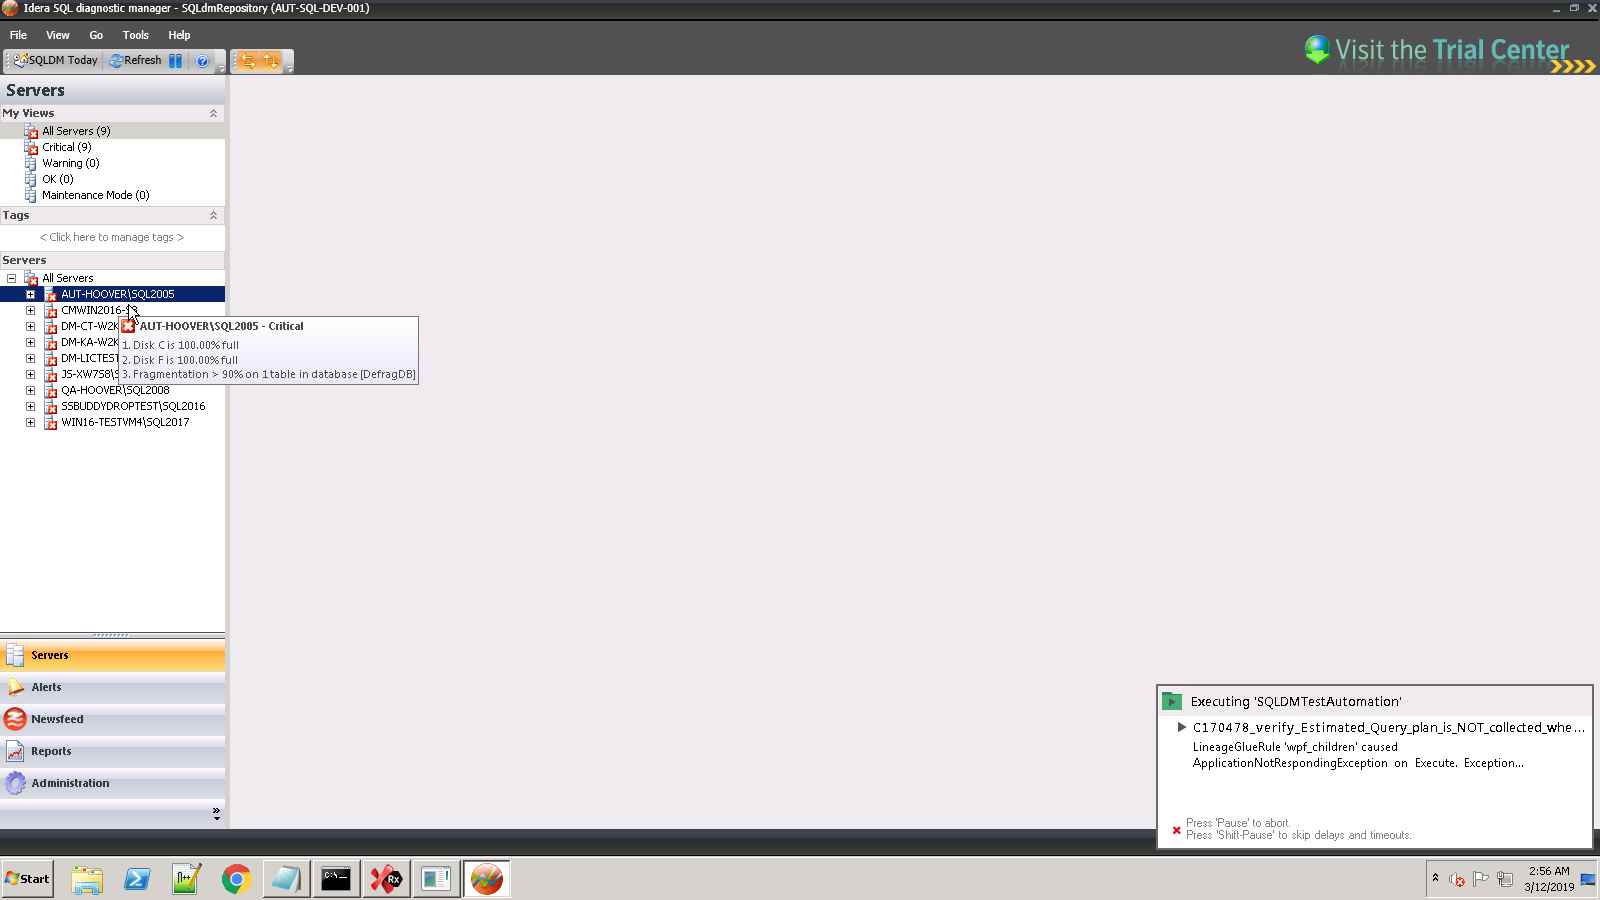 Idera SQL diagnostic manager - SQLdmRepository (AUT-SQL-DEV-001)
File View Go Tools Help
SQLDM Today Refresh
Visit the Trial Center
Servers
My Views
All Servers (9)
Critical (9)
Warning (0)
OK (0)
Maintenance Mode (0)
Tags
< Click here to manage tags >
Servers
All Servers
AUT-HOOVER\SQL2005
CMWIN2016-
DM-CT-W2K
DM-KA-W2K
DM-LICTEST
JS-XW7S8\S
QA-HOOVER\SQL2008
SSBUDDYDROPTEST\SQL2016
WIN16-TESTVM4\SQL2017
AUT-HOOVER\SQL2005 - Critical
1. Disk C is 100.00% full
2. Disk F is 100.00% full
3. Fragmentation > 90% on 1 table in database [DefragDB]
Servers
Alerts
Newsfeed
Reports
Administration
Executing 'SQLDMTestAutomation'
C170478_verify_Estimated_Query_plan_is_NOT_collected_whe...
LineageGlueRule 'wpf_children' caused
ApplicationNotRespondingException on Execute. Exception...
Press 'Pause' to abort.
Press 'Shift-Pause' to skip delays and timeouts.
Start
C:\_
Rx
2:56 AM
3/12/2019